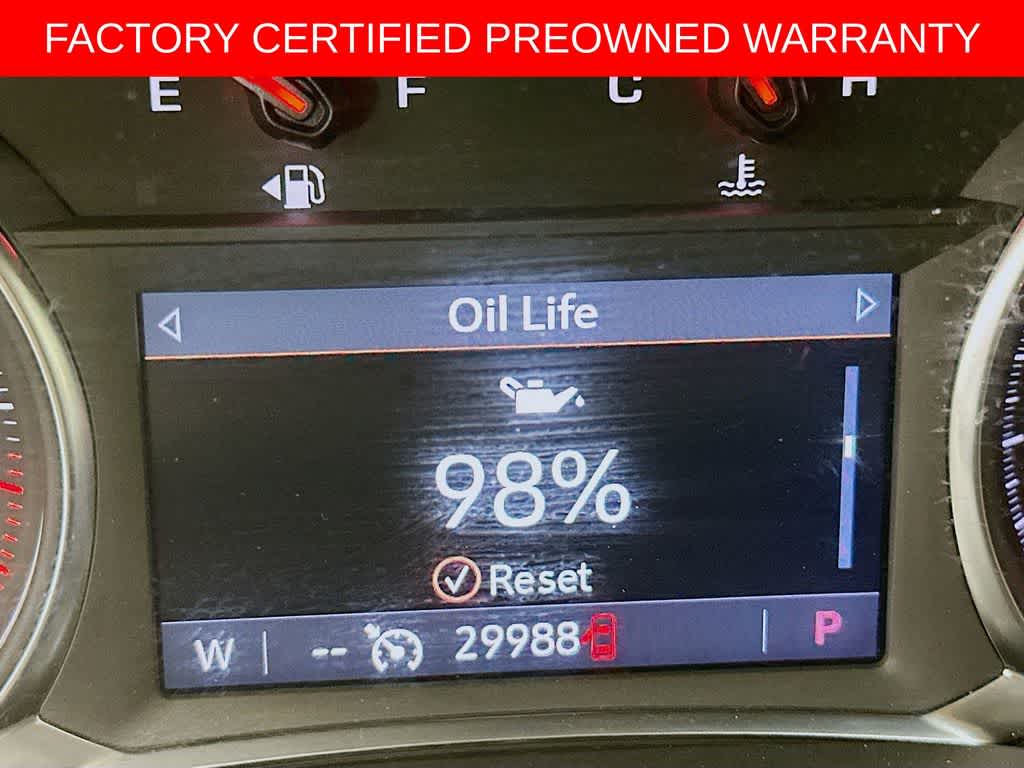 FACTORY CERTIFIED PREOWNED WARRANTY
E F C H
Oil Life
98%
Reset
W -- 29988 P